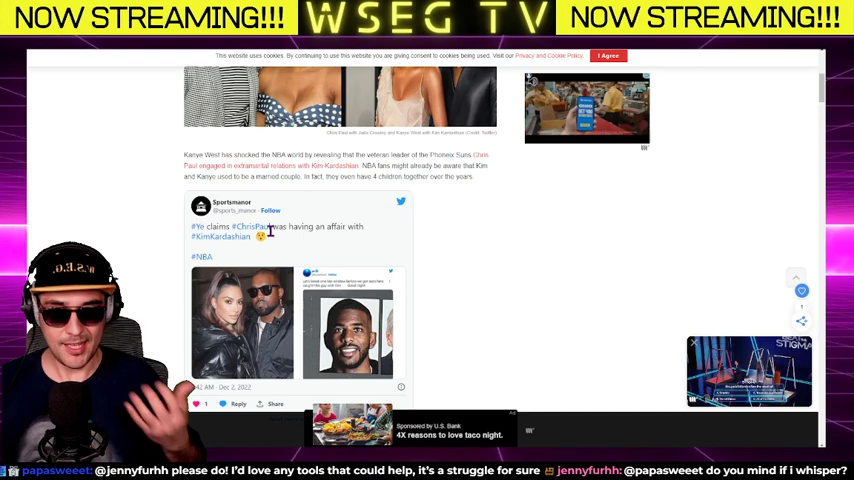 NOW STREAMING!!! WSEG TV NOW STREAMING!!!
This website uses cookies. By continuing to use this website you are giving consent to cookies being used. Visit our Privacy and Cookie Policy. I Agree
Chris Paul with Jada Crawley and Kanye West with Kim Kardashian (Credit: Twitter)
Kanye West has shocked the NBA world by revealing that the veteran leader of the Phoneix Suns Chris
Paul engaged in extramarital relations with Kim Kardashian. NBA fans might already be aware that Kim
and Kanye used to be a married couple. In fact, they even have 4 children together over the years.
Sportsmanor
@sports_manor · Follow
#Ye claims #ChrisPaul was having an affair with
#KimKardashian
#NBA
:42 AM · Dec 2, 2022
1 Reply Share
1
STIGMA
W.S.E.G.
Ad
Sponsored by U.S. Bank
4X reasons to love taco night.
papasweeet: @jennyfurhh please do! I'd love any tools that could help, it's a struggle for sure jennyfurhh: @papasweeet do you mind if i whisper?